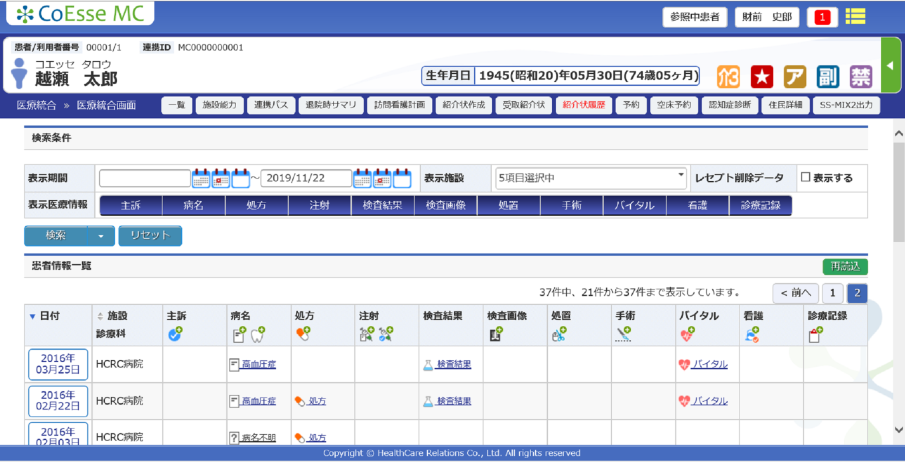 CoEsse MC
参照中患者 財前 史郎 1
患者/利用者番号 00001/1 連携ID MC0000000001
コエッセ タロウ
越瀬 太郎
生年月日 1945(昭和20)年05月30日(74歳05ヶ月) 介3 ★ ア 副 禁
医療統合 » 医療統合画面 一覧 施設能力 連携パス 退院時サマリ 訪問看護計画 紹介状作成 受取紹介状 紹介状履歴 予約 空床予約 認知症診断 住民詳細 SS-MIX2出力
検索条件
表示期間 ～ 2019/11/22 表示施設 5項目選択中 レセプト削除データ 表示する
表示医療情報 主訴 病名 処方 注射 検査結果 検査画像 処置 手術 バイタル 看護 診療記録
検索 リセット
患者情報一覧 再読込
37件中、21件から37件まで表示しています。 < 前へ 1 2
日付 施設 主訴 病名 処方 注射 検査結果 検査画像 処置 手術 バイタル 看護 診療記録
診療科
2016年
03月25日 HCRC病院 高血圧症 検査結果 バイタル
2016年
02月22日 HCRC病院 高血圧症 処方 検査結果 バイタル
2016年
02月03日 HCRC病院 病名不明 処方
Copyright © HealthCare Relations Co., Ltd. All rights reserved